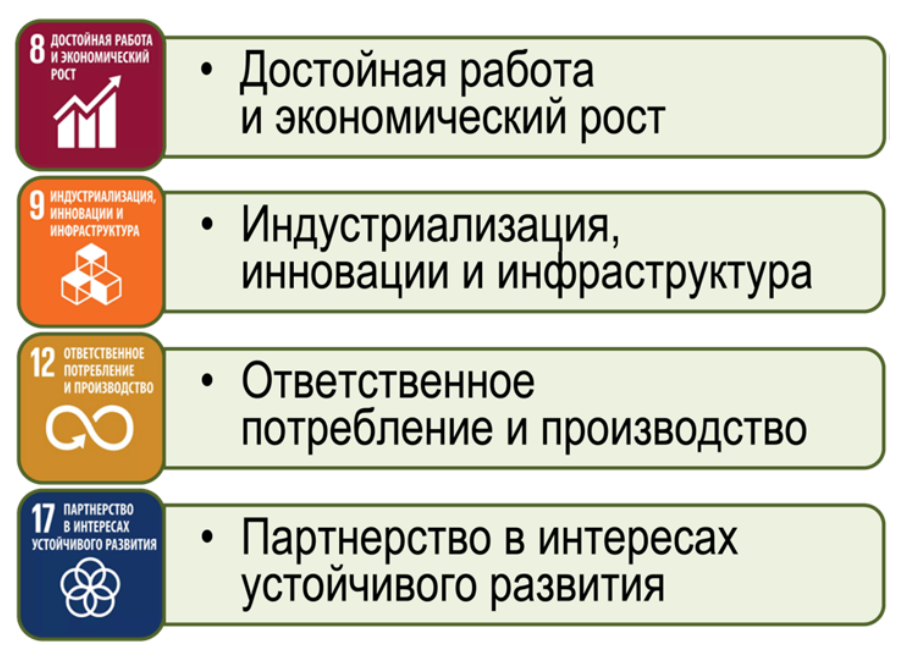 8 ДОСТОЙНАЯ РАБОТА
И ЭКОНОМИЧЕСКИЙ
РОСТ
• Достойная работа
и экономический рост
9 ИНДУСТРИАЛИЗАЦИЯ,
ИННОВАЦИИ И
ИНФРАСТРУКТУРА
• Индустриализация,
инновации и инфраструктура
12 ОТВЕТСТВЕННОЕ
ПОТРЕБЛЕНИЕ
И ПРОИЗВОДСТВО
• Ответственное
потребление и производство
17 ПАРТНЕРСТВО
В ИНТЕРЕСАХ
УСТОЙЧИВОГО РАЗВИТИЯ
• Партнерство в интересах
устойчивого развития